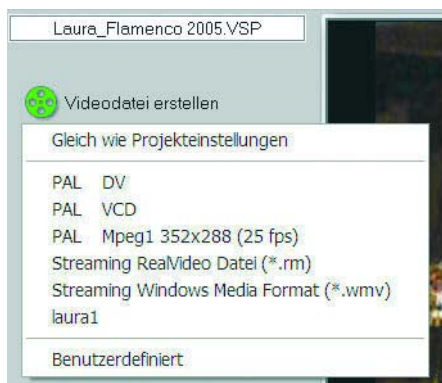 Laura_Flamenco 2005.VSP
Videodatei erstellen
Gleich wie Projekteinstellungen
PAL DV
PAL VCD
PAL Mpeg1 352x288 (25 fps)
Streaming RealVideo Datei (*.rm)
Streaming Windows Media Format (*.wmv)
laura1
Benutzerdefiniert